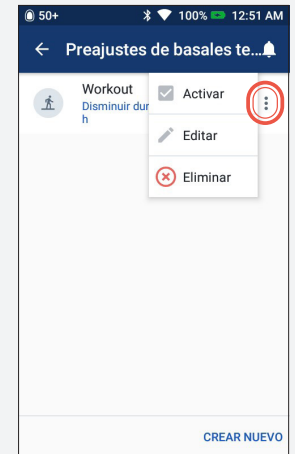 50+ 100% 12:51 AM
Preajustes de basales te...
Workout
Disminuir dur
h
Activar
Editar
Eliminar
CREAR NUEVO